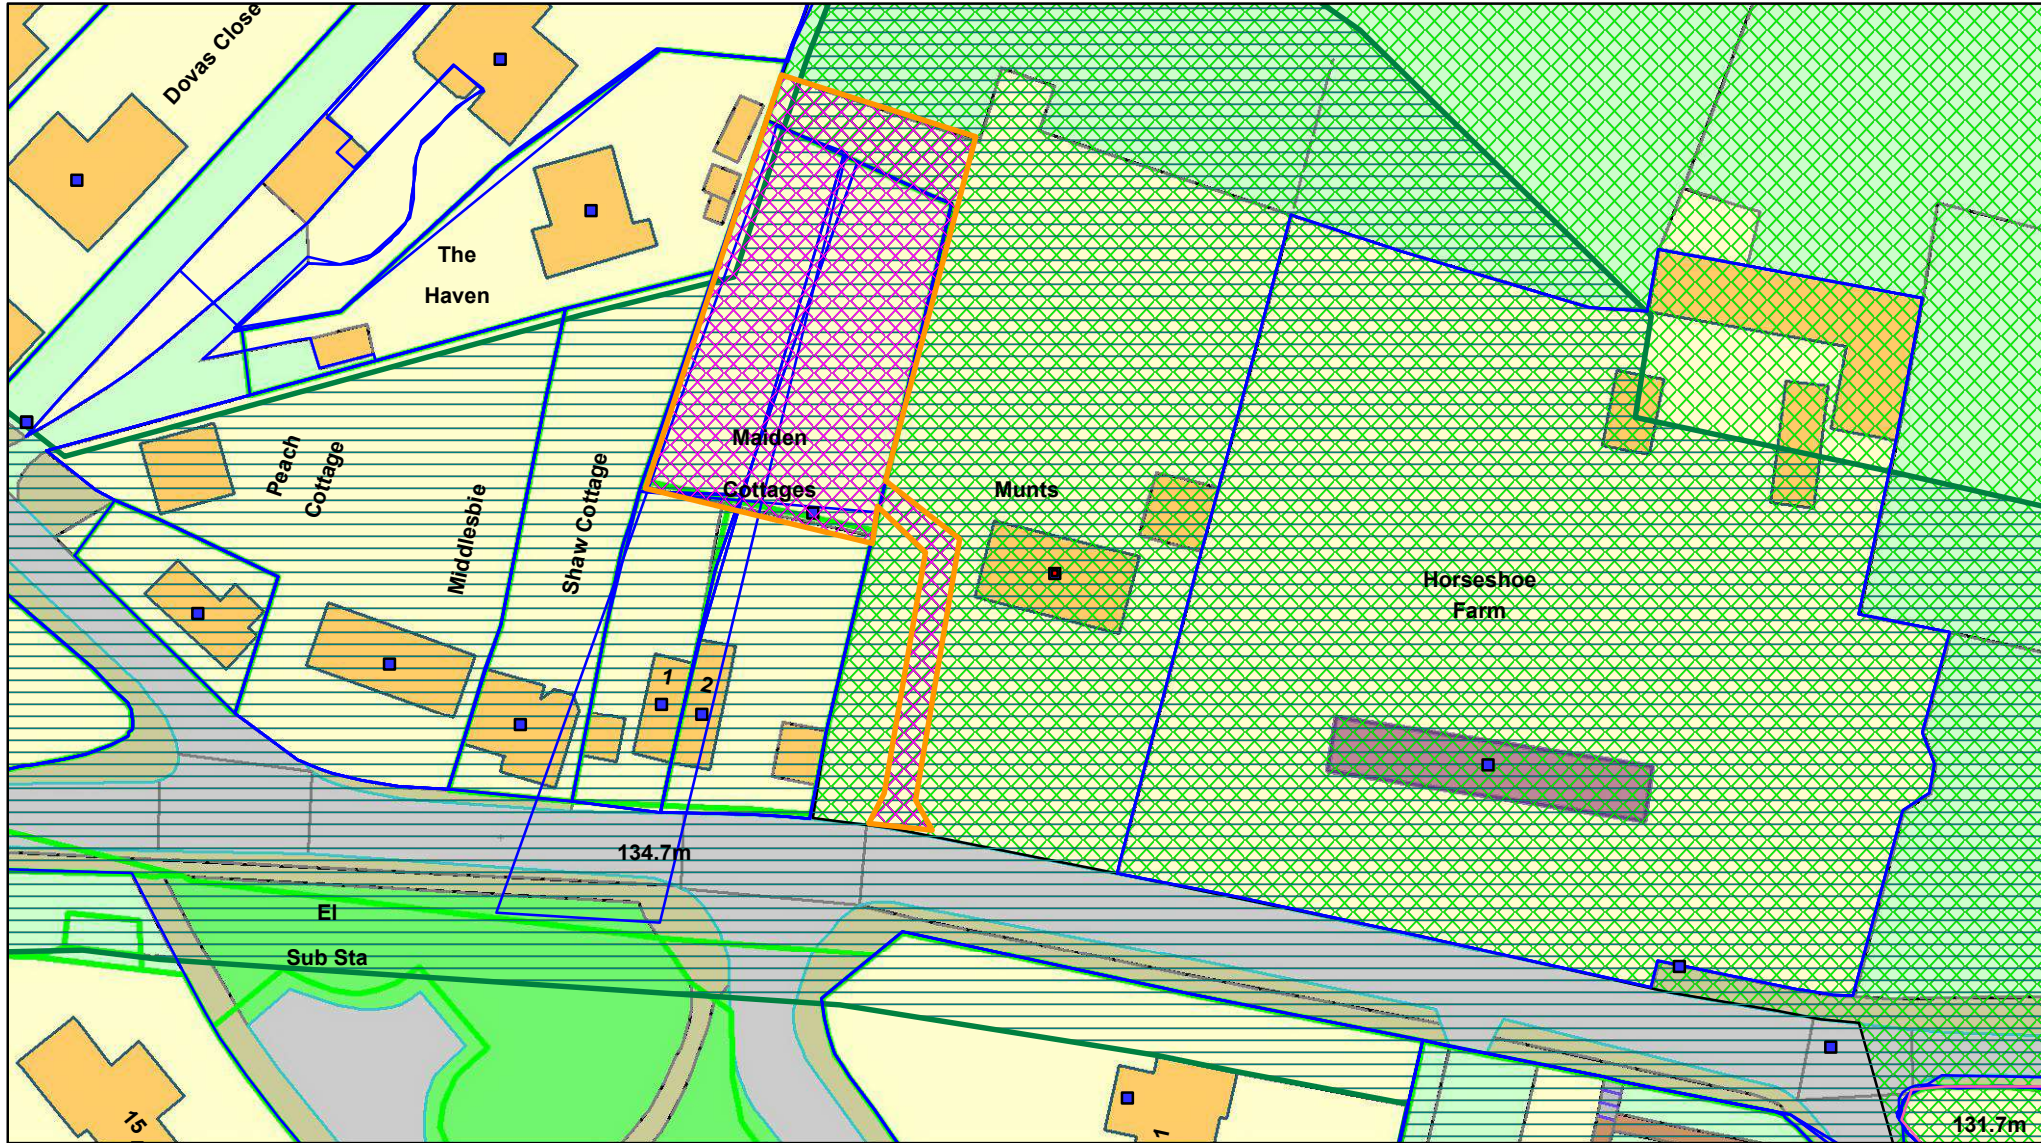 Dovas Close
The
Haven
Peach
Cottage
Middlesbie
Shaw Cottage
Maiden
Cottages
Munts
Horseshoe
Farm
1
2
134.7m
El
Sub Sta
15
1
131.7m